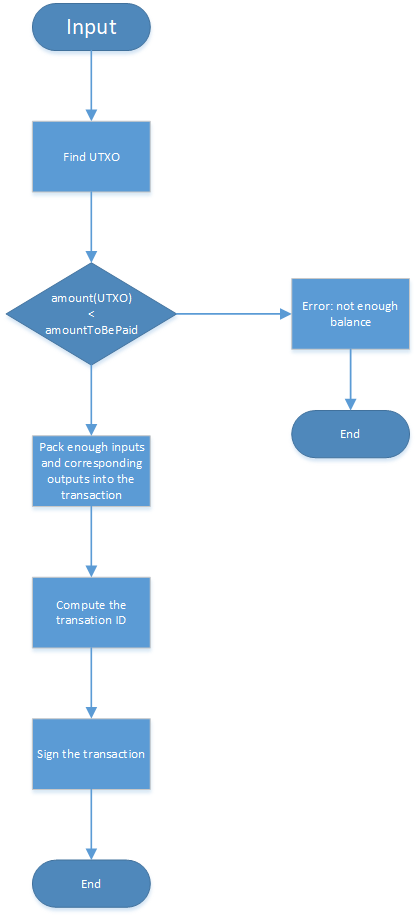 Input
Find UTXO
amount(UTXO)
<
amountToBePaid
Error: not enough
balance
End
Pack enough inputs
and corresponding
outputs into the
transaction
Compute the
transation ID
Sign the transaction
End